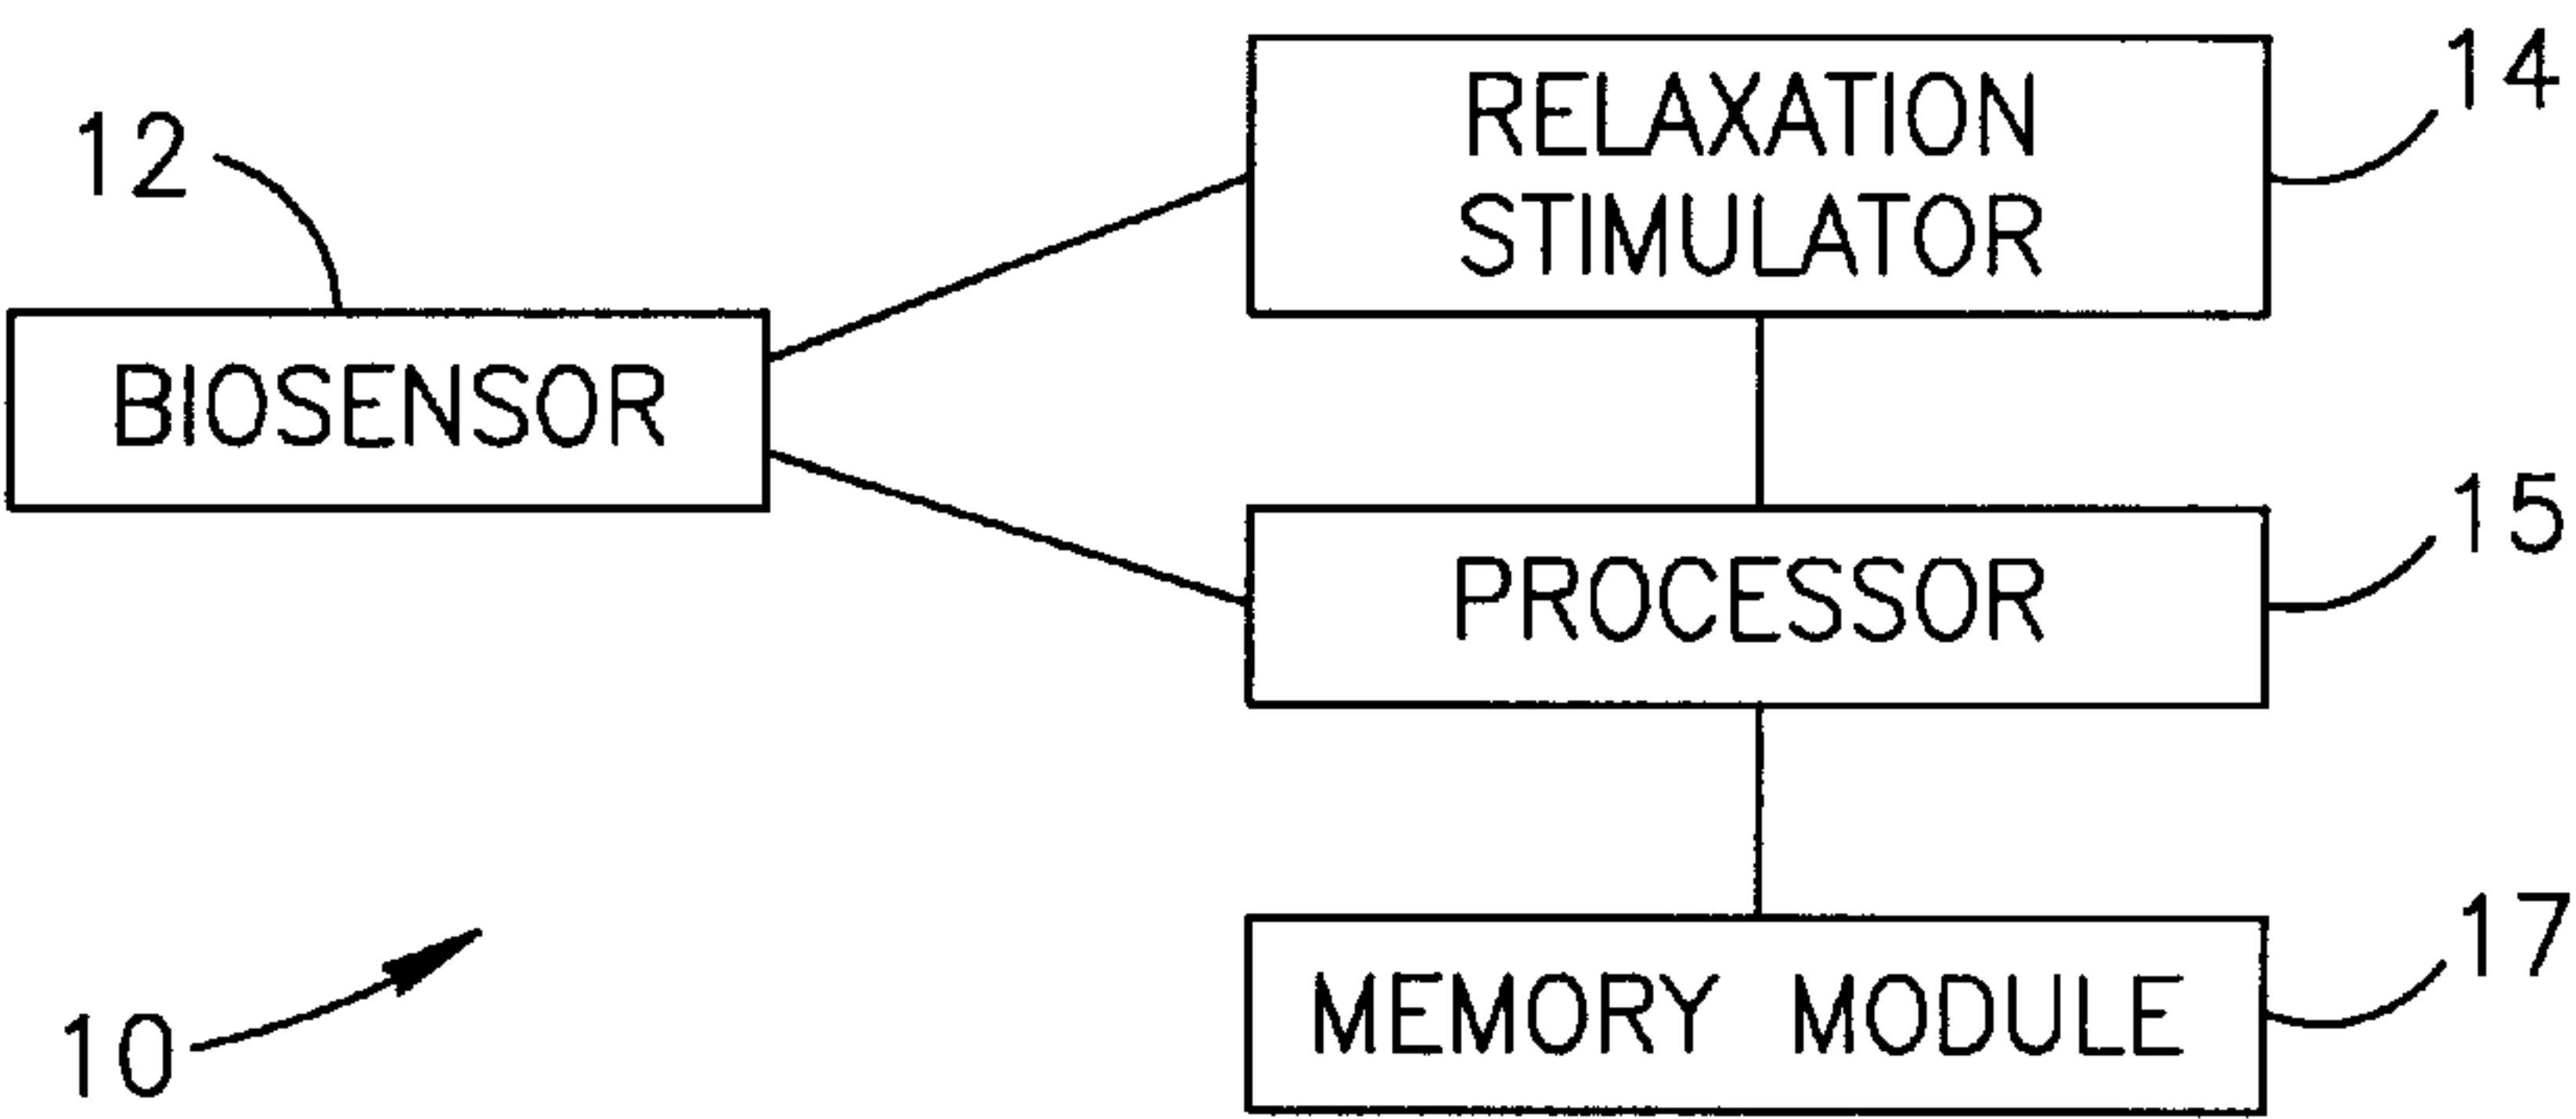 14
RELAXATION
STIMULATOR
12
BIOSENSOR
15
PROCESSOR
17
MEMORY MODULE
10